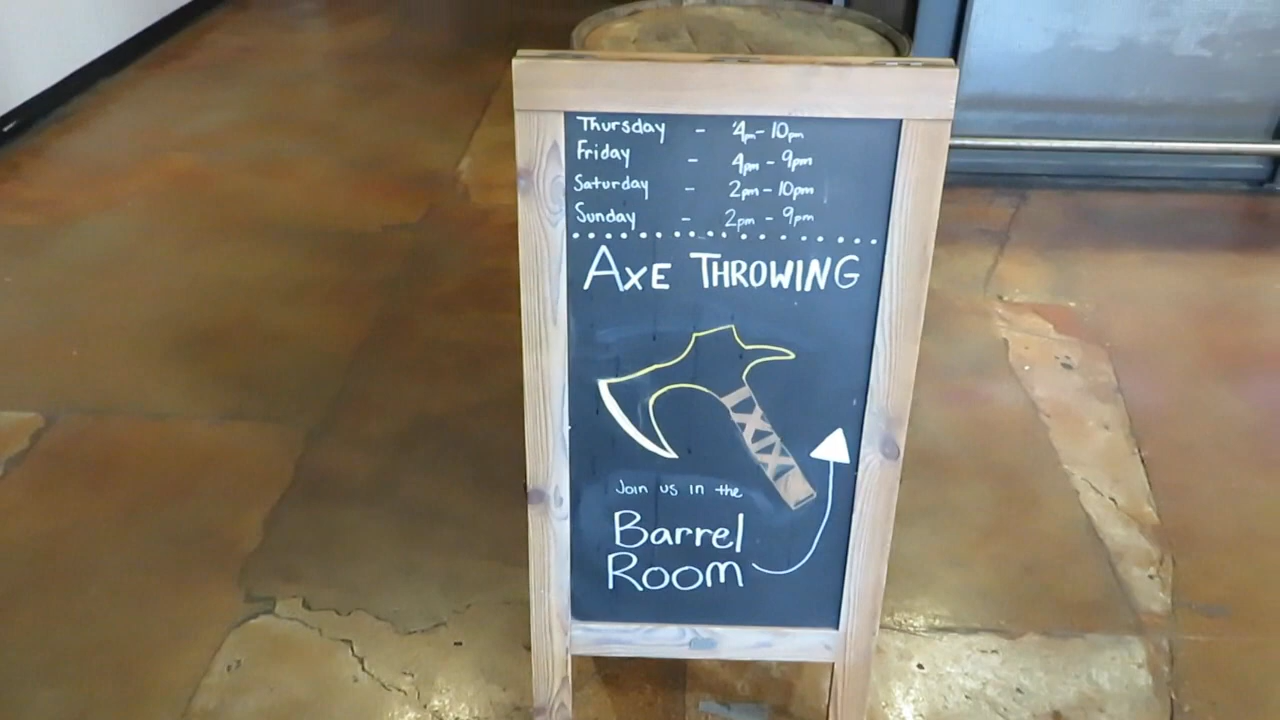 Thursday - 4pm - 10pm
Friday - 4pm - 9pm
Saturday - 2pm - 10pm
Sunday - 2pm - 9pm
AXE THROWING
Join us in the
Barrel
Room